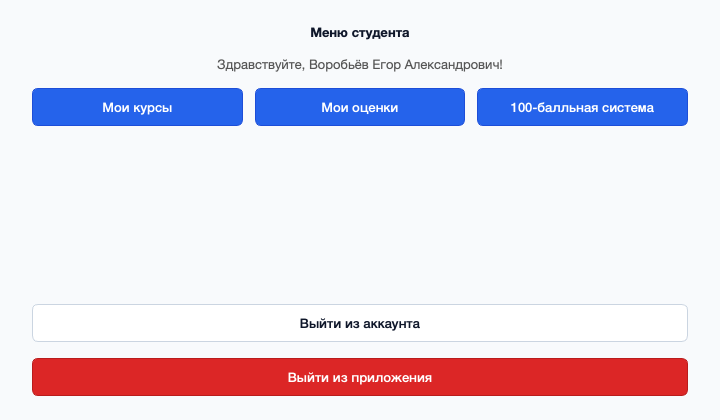 Меню студента
Здравствуйте, Воробьёв Егор Александрович!
Мои курсы
Мои оценки
100-балльная система
Выйти из аккаунта
Выйти из приложения